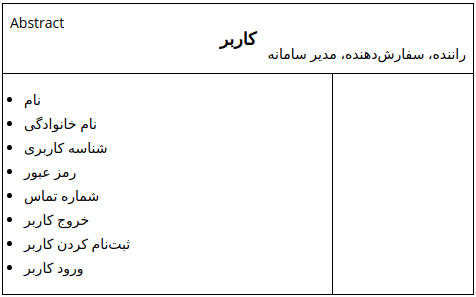 Abstract
کاربر
راننده، سفارش‌دهنده، مدیر سامانه
نام
نام خانوادگی
شناسه کاربری
رمز عبور
شماره تماس
خروج کاربر
ثبت‌نام کردن کاربر
ورود کاربر